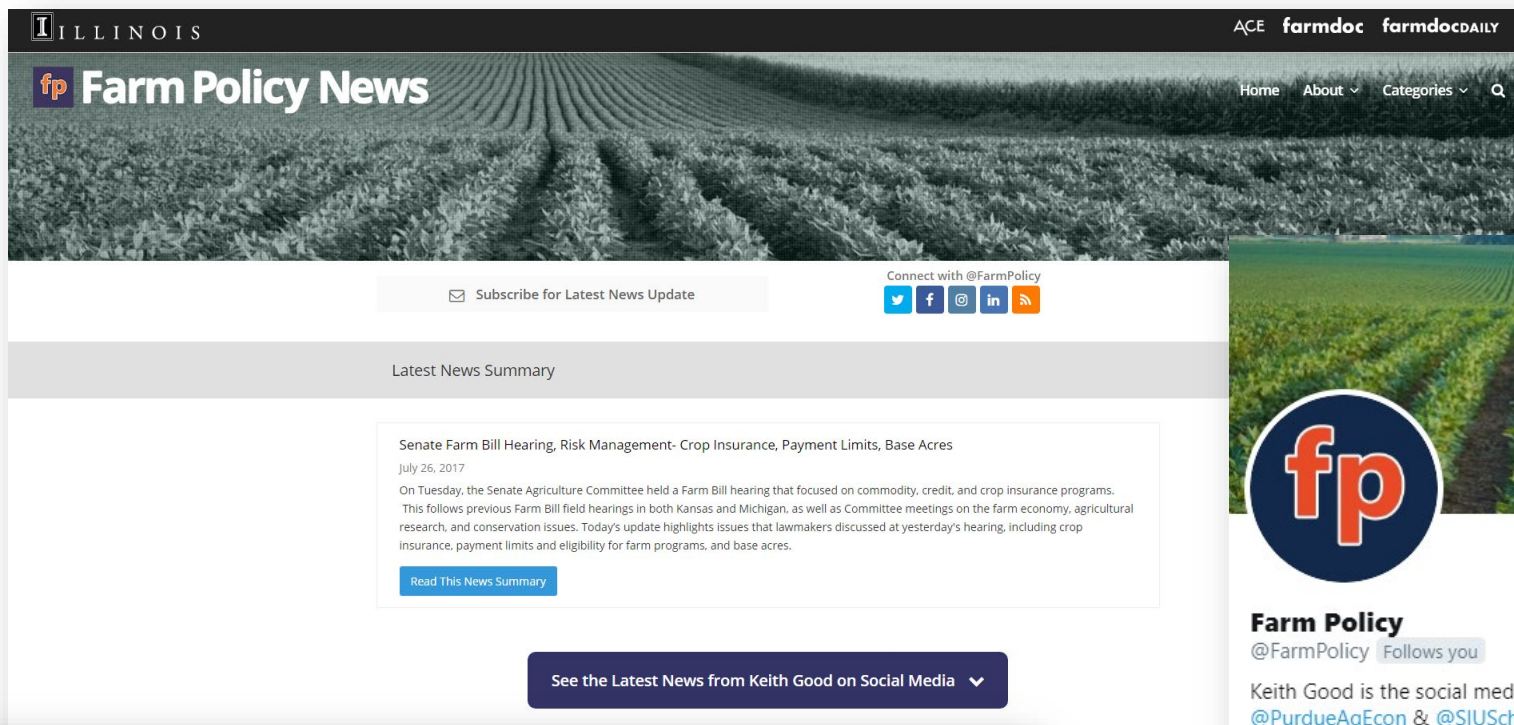 I ILLINOIS
ACE farmdoc farmdocDAILY
fp Farm Policy News
Home About Categories
Subscribe for Latest News Update
Connect with @FarmPolicy
Latest News Summary
Senate Farm Bill Hearing, Risk Management- Crop Insurance, Payment Limits, Base Acres
July 26, 2017
On Tuesday, the Senate Agriculture Committee held a Farm Bill hearing that focused on commodity, credit, and crop insurance programs.
This follows previous Farm Bill field hearings in both Kansas and Michigan, as well as Committee meetings on the farm economy, agricultural
research, and conservation issues. Today's update highlights issues that lawmakers discussed at yesterday's hearing, including crop
insurance, payment limits and eligibility for farm programs, and base acres.
Read This News Summary
See the Latest News from Keith Good on Social Media
fp
Farm Policy
@FarmPolicy Follows you
Keith Good is the social med
@PurdueAgEcon & @SIUSch